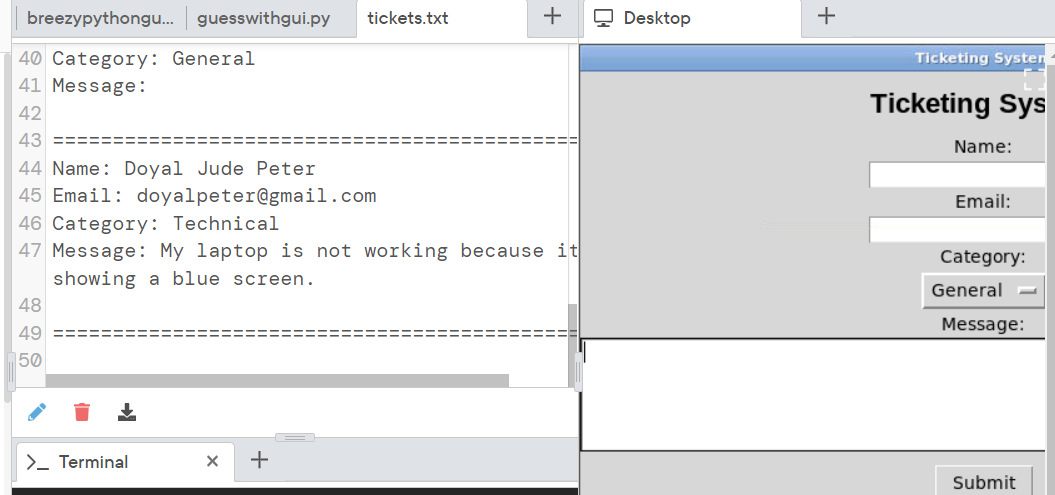 breezypythongu...
guesswithgui.py
tickets.txt
Desktop
40 Category: General
41 Message:
42
43 ============================================
44 Name: Doyal Jude Peter
45 Email: doyalpeter@gmail.com
46 Category: Technical
47 Message: My laptop is not working because it
showing a blue screen.
48
49 ============================================
50
Terminal
Ticketing System
Ticketing Sys
Name:
Email:
Category:
General
Message:
Submit